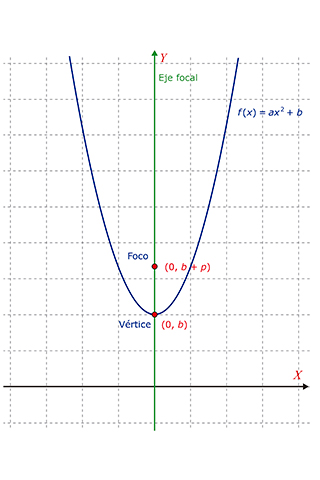 Y
Eje focal
f(x) = ax² + b
Foco
(0, b + p)
Vértice (0, b)
X